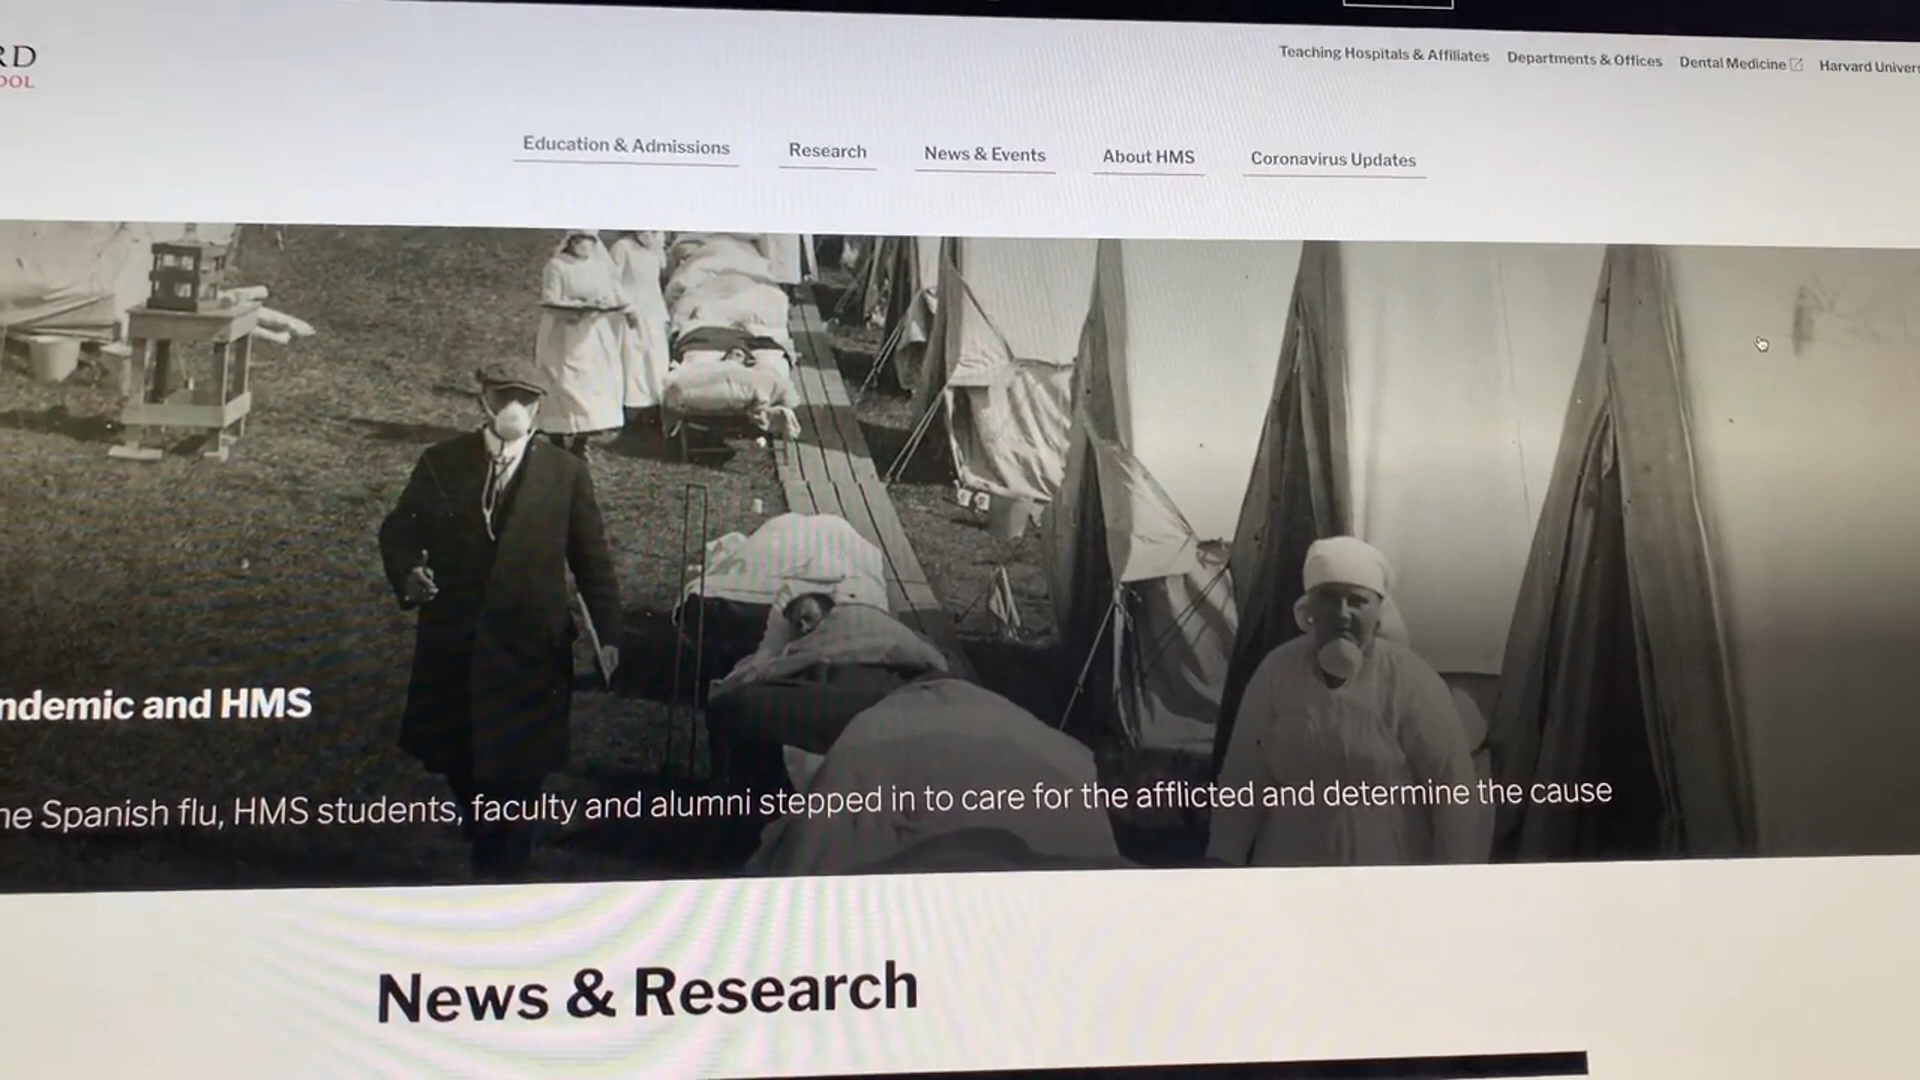 RD
OOL
Teaching Hospitals & Affiliates Departments & Offices Dental Medicine Harvard Univers
Education & Admissions Research News & Events About HMS Coronavirus Updates
ndemic and HMS
he Spanish flu, HMS students, faculty and alumni stepped in to care for the afflicted and determine the cause
News & Research